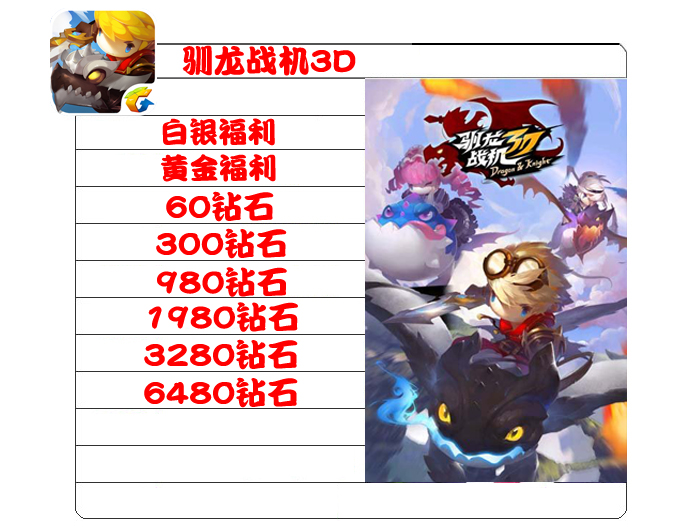 驯龙战机3D
白银福利
黄金福利
60钻石
300钻石
980钻石
1980钻石
3280钻石
6480钻石
驯龙
战机3D
Dragon & Knight